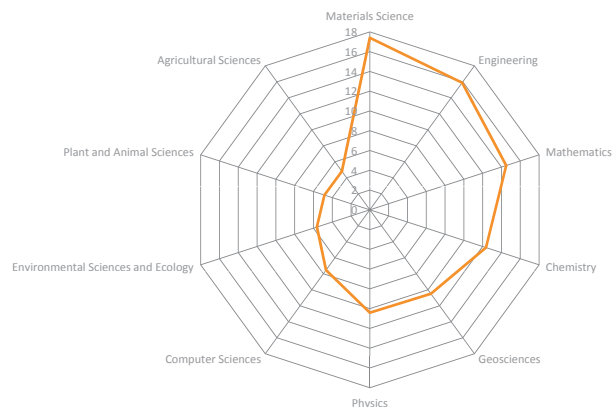 Materials Science
18
16
14
12
10
8
6
4
2
0
Engineering
Mathematics
Chemistry
Geosciences
Physics
Computer Sciences
Environmental Sciences and Ecology
Plant and Animal Sciences
Agricultural Sciences